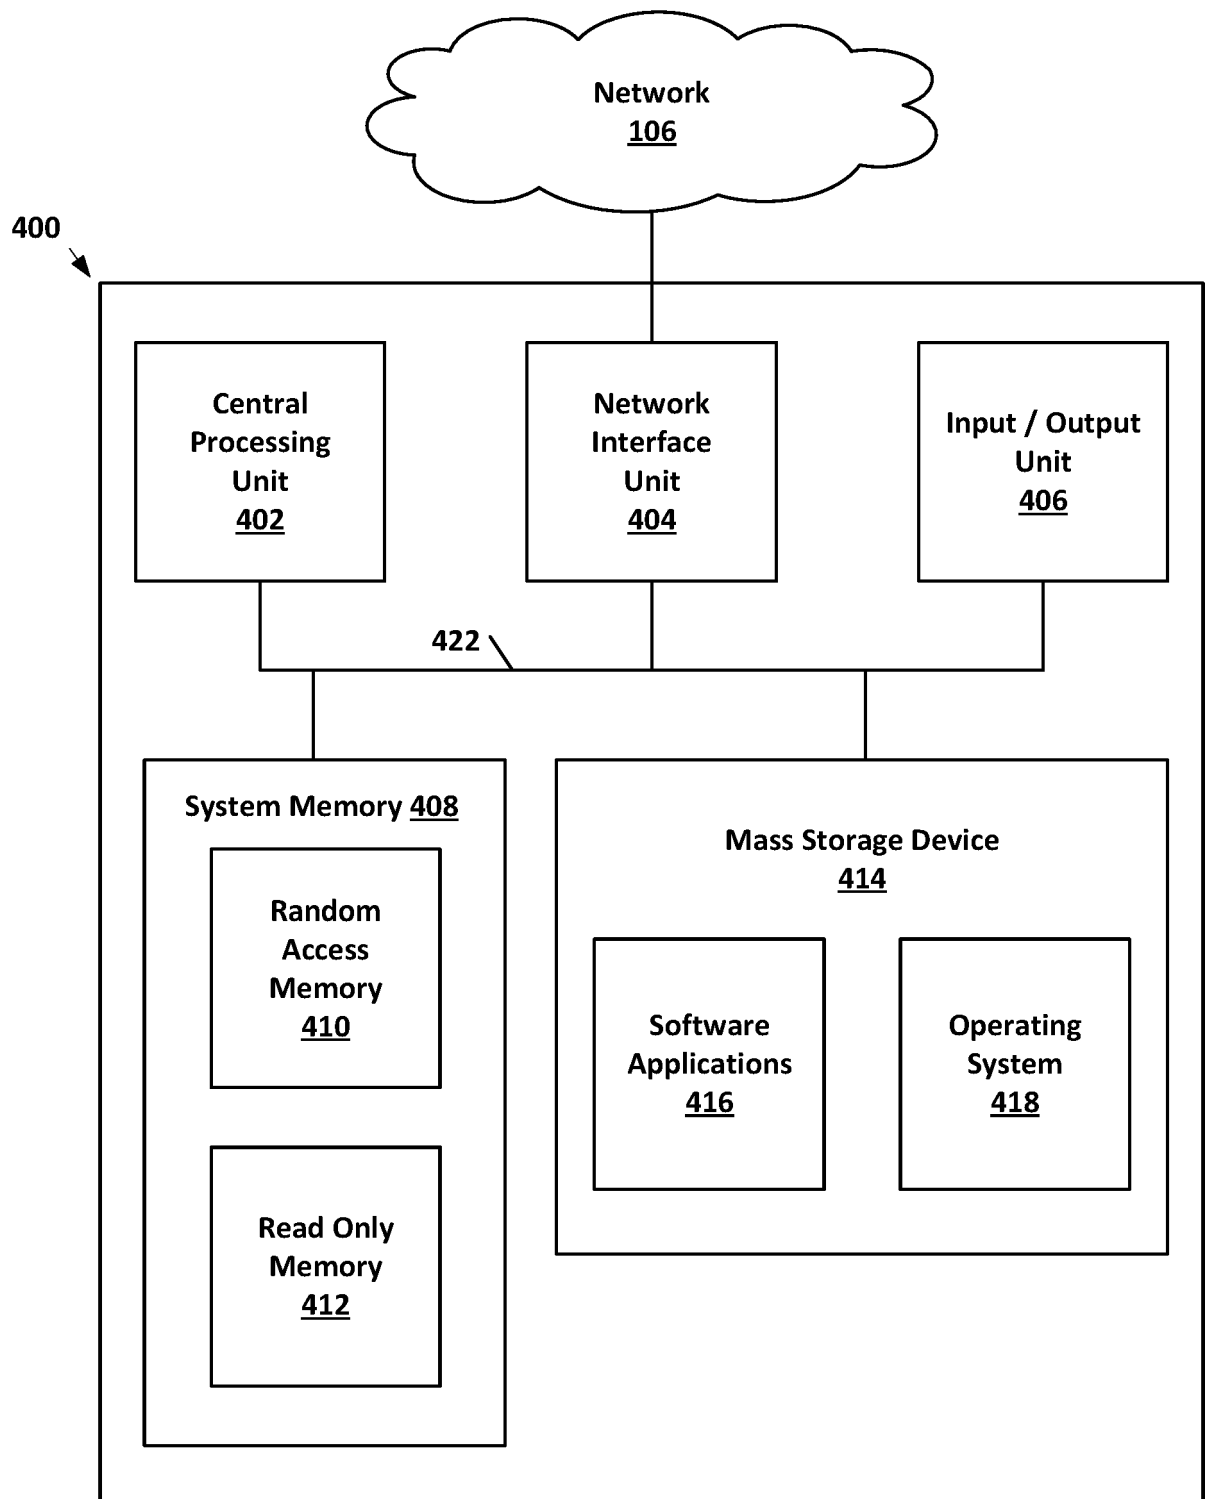 Network
106
400
Central
Processing
Unit
402
Network
Interface
Unit
404
Input / Output
Unit
406
422
System Memory 408
Random
Access
Memory
410
Read Only
Memory
412
Mass Storage Device
414
Software
Applications
416
Operating
System
418